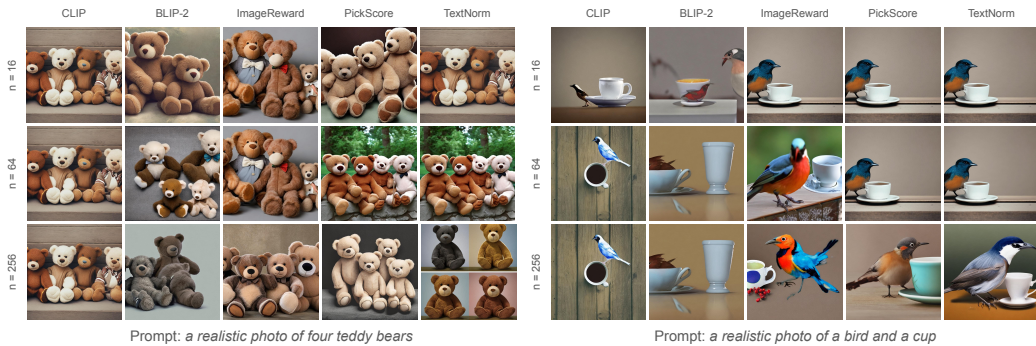 CLIP BLIP-2 ImageReward PickScore TextNorm
n = 16
n = 64
n = 256
Prompt: a realistic photo of four teddy bears
CLIP BLIP-2 ImageReward PickScore TextNorm
n = 16
n = 64
n = 256
Prompt: a realistic photo of a bird and a cup